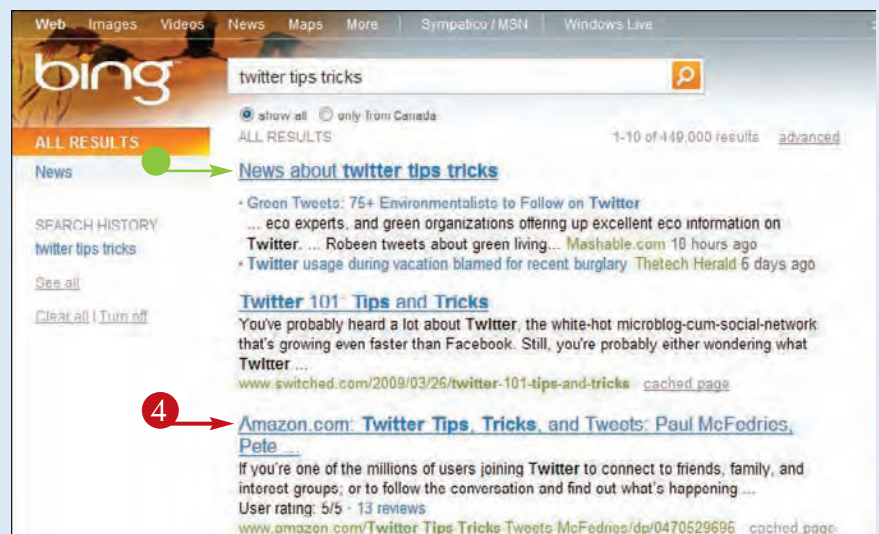 Web Images Videos News Maps More | Sympatico / MSN | Windows Live
bing
twitter tips tricks
show all only from Canada
ALL RESULTS
ALL RESULTS 1-10 of 449,000 results advanced
News
News about twitter tips tricks
· Green Tweets: 75+ Environmentalists to Follow on Twitter
... eco experts, and green organizations offering up excellent eco information on
Twitter. ... Robeen tweets about green living... Mashable.com 18 hours ago
· Twitter usage during vacation blamed for recent burglary Thetech Herald 6 days ago
SEARCH HISTORY
twitter tips tricks
See all
Clear all | Turn off
Twitter 101: Tips and Tricks
You've probably heard a lot about Twitter, the white-hot microblog-cum-social-network
that's growing even faster than Facebook. Still, you're probably either wondering what
Twitter ...
www.switched.com/2009/03/26/twitter-101-tips-and-tricks · cached page
4
Amazon.com: Twitter Tips, Tricks, and Tweets: Paul McFedries,
Pete ...
If you're one of the millions of users joining Twitter to connect to friends, family, and
interest groups; or to follow the conversation and find out what's happening ...
User rating: 5/5 · 13 reviews
www.amazon.com/Twitter-Tips-Tricks-Tweets-McFedries/dp/0470529695 · cached page